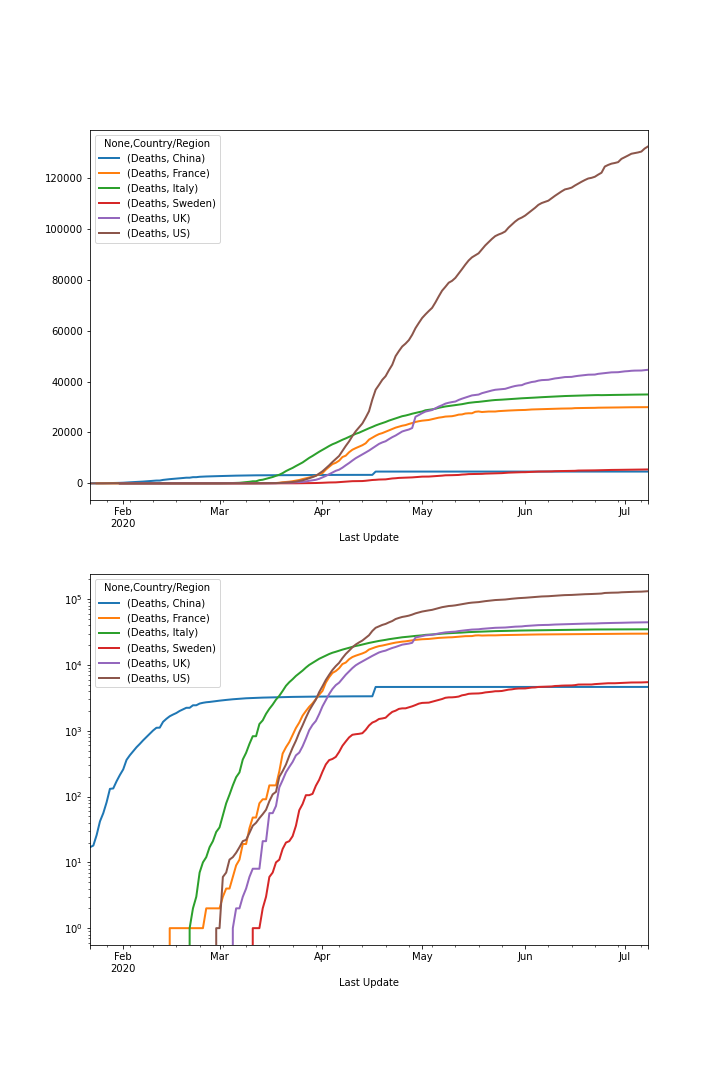 None,Country/Region
(Deaths, China)
(Deaths, France)
(Deaths, Italy)
(Deaths, Sweden)
(Deaths, UK)
(Deaths, US)
120000
100000
80000
60000
40000
20000
0
Feb Mar Apr May Jun Jul
2020
Last Update
None,Country/Region
(Deaths, China)
(Deaths, France)
(Deaths, Italy)
(Deaths, Sweden)
(Deaths, UK)
(Deaths, US)
10⁵
10⁴
10³
10²
10¹
10⁰
Feb Mar Apr May Jun Jul
2020
Last Update